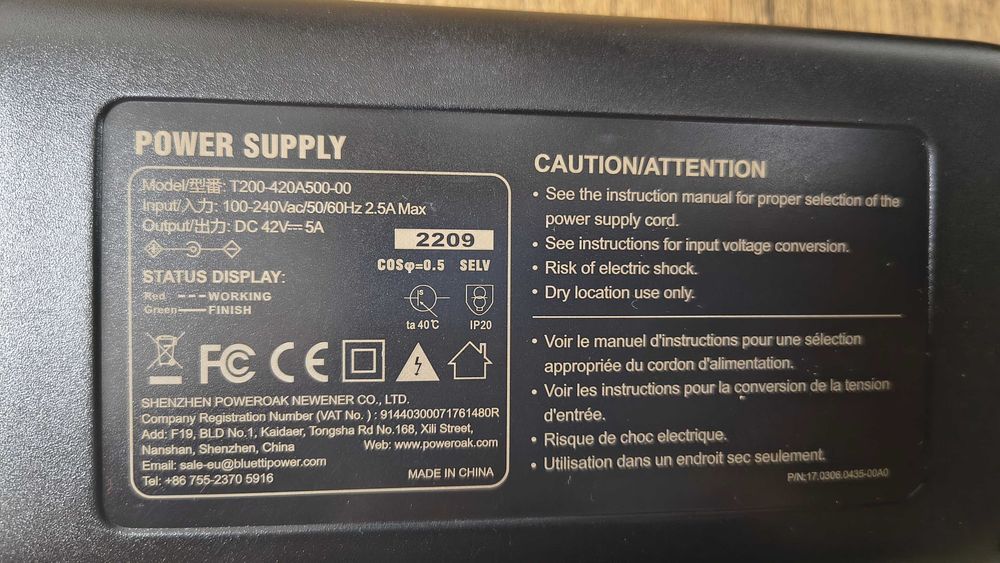 POWER SUPPLY
Model/型番: T200-420A500-00
Input/入力: 100-240Vac/50/60Hz 2.5A Max
Output/出力: DC 42V⎓5A
2209
COSφ=0.5 SELV
STATUS DISPLAY:
Red ---WORKING
Green—FINISH
ta 40℃
IP20
FC CE
SHENZHEN POWEROAK NEWENER CO., LTD.
Company Registration Number (VAT No. ) : 91440300071761480R
Add: F19, BLD No.1, Kaidaer, Tongsha Rd No.168, Xili Street,
Nanshan, Shenzhen, China
Web: www.poweroak.com
Email: sale-eu@bluettipower.com
Tel: +86 755-2370 5916
MADE IN CHINA
CAUTION/ATTENTION
• See the instruction manual for proper selection of the
power supply cord.
• See instructions for input voltage conversion.
• Risk of electric shock.
• Dry location use only.
• Voir le manuel d'instructions pour une sélection
appropriée du cordon d'alimentation.
• Voir les instructions pour la conversion de la tension
d'entrée.
• Risque de choc electrique.
• Utilisation dans un endroit sec seulement.
P/N:17.0306.0435-00A0